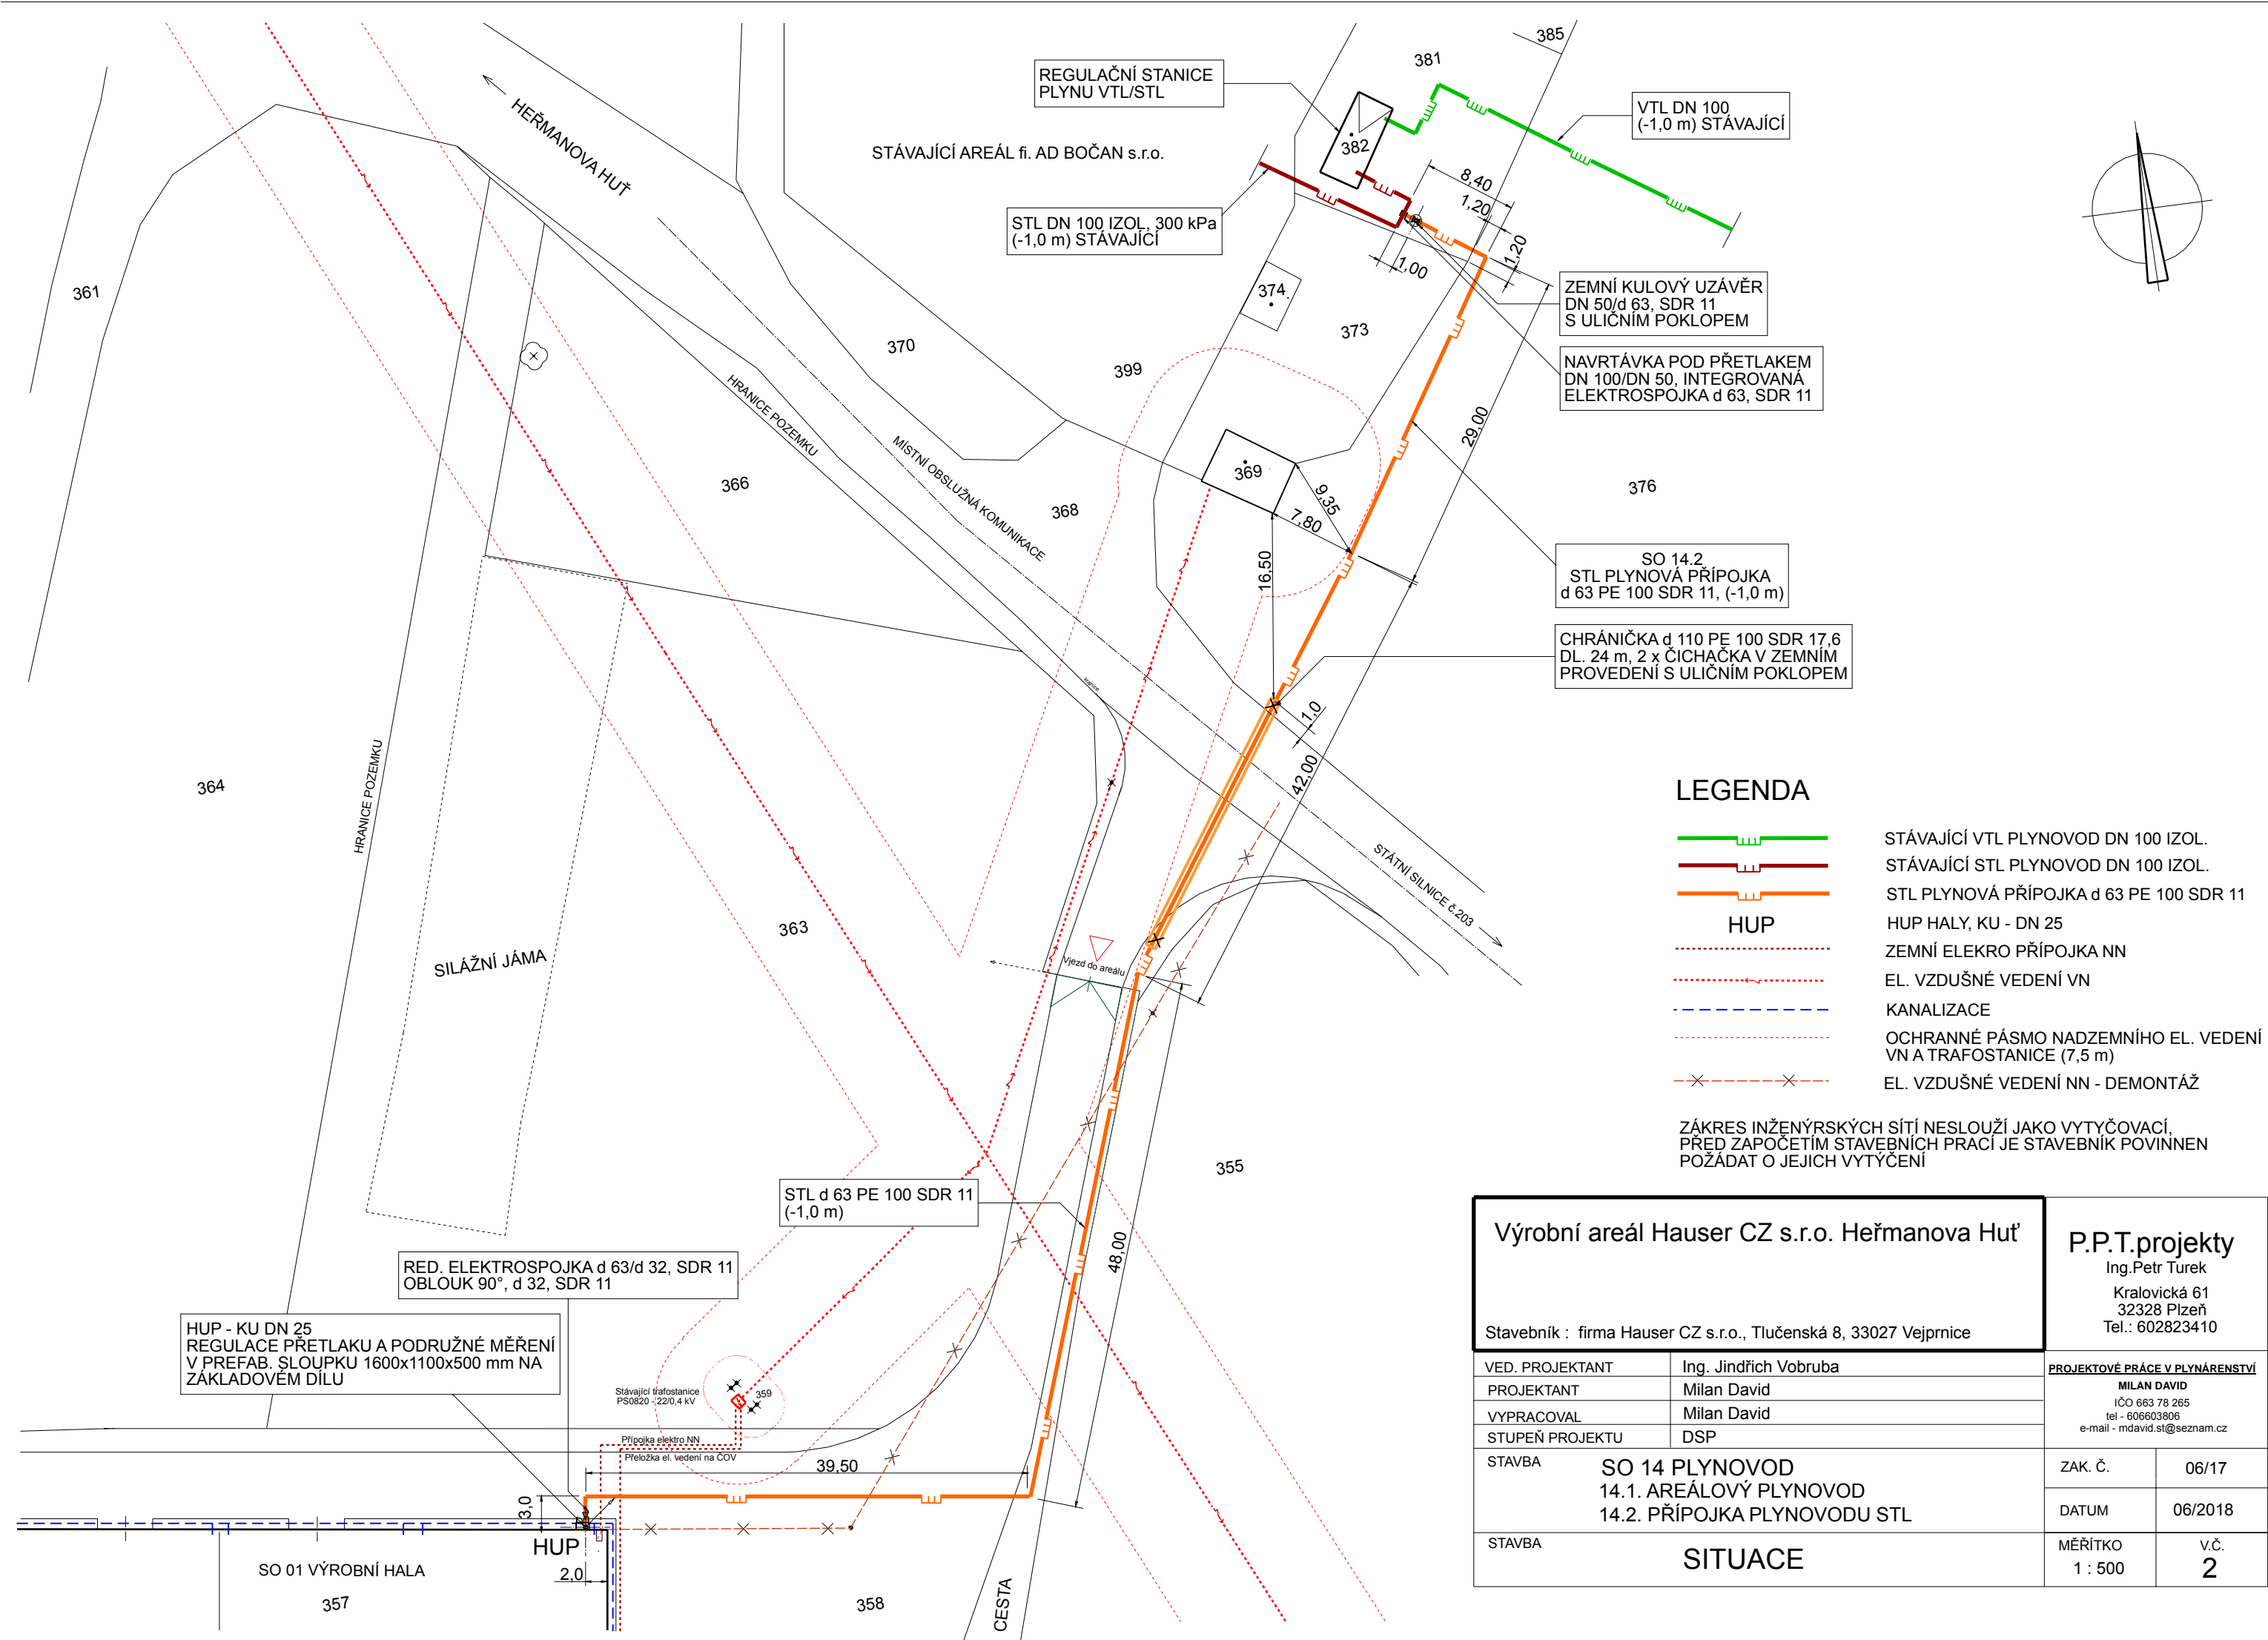 385
381
REGULAČNÍ STANICE
PLYNU VTL/STL
VTL DN 100
(-1,0 m) STÁVAJÍCÍ
HEŘMANOVA HUŤ
STÁVAJÍCÍ AREÁL fi. AD BOČAN s.r.o.
382
8,40
1,20
STL DN 100 IZOL, 300 kPa
(-1,0 m) STÁVAJÍCÍ
1,20
1,00
361
374
ZEMNÍ KULOVÝ UZÁVĚR
DN 50/d 63, SDR 11
S ULIČNÍM POKLOPEM
373
370
399
NAVRTÁVKA POD PŘETLAKEM
DN 100/DN 50, INTEGROVANÁ
ELEKTROSPOJKA d 63, SDR 11
HRANICE POZEMKU
29,00
MÍSTNÍ OBSLUŽNÁ KOMUNIKACE
369
366
376
9,35
368
7,80
16,50
SO 14.2
STL PLYNOVÁ PŘÍPOJKA
d 63 PE 100 SDR 11, (-1,0 m)
CHRÁNIČKA d 110 PE 100 SDR 17,6
DL. 24 m, 2 x ČICHAČKA V ZEMNÍM
PROVEDENÍ S ULIČNÍM POKLOPEM
1,0
42,00
364
HRANICE POZEMKU
STÁTNÍ SILNICE č.203
363
SILÁŽNÍ JÁMA
Vjezd do areálu
LEGENDA
STÁVAJÍCÍ VTL PLYNOVOD DN 100 IZOL.
STÁVAJÍCÍ STL PLYNOVOD DN 100 IZOL.
STL PLYNOVÁ PŘÍPOJKA d 63 PE 100 SDR 11
HUP HUP HALY, KU - DN 25
ZEMNÍ ELEKRO PŘÍPOJKA NN
EL. VZDUŠNÉ VEDENÍ VN
KANALIZACE
OCHRANNÉ PÁSMO NADZEMNÍHO EL. VEDENÍ
VN A TRAFOSTANICE (7,5 m)
EL. VZDUŠNÉ VEDENÍ NN - DEMONTÁŽ
ZÁKRES INŽENÝRSKÝCH SÍTÍ NESLOUŽÍ JAKO VYTYČOVACÍ,
PŘED ZAPOČETÍM STAVEBNÍCH PRACÍ JE STAVEBNÍK POVINNEN
POŽÁDAT O JEJICH VYTÝČENÍ
355
STL d 63 PE 100 SDR 11
(-1,0 m)
48,00
RED. ELEKTROSPOJKA d 63/d 32, SDR 11
OBLOUK 90°, d 32, SDR 11
HUP - KU DN 25
REGULACE PŘETLAKU A PODRUŽNÉ MĚŘENÍ
V PREFAB. SLOUPKU 1600x1100x500 mm NA
ZÁKLADOVÉM DÍLU
Stávající trafostanice
PS0820 - 22/0,4 kV
359
Přípojka elektro NN
Přeložka el. vedení na ČOV
39,50
3,0
HUP
2,0
SO 01 VÝROBNÍ HALA
357
358
CESTA
Výrobní areál Hauser CZ s.r.o. Heřmanova Huť
Stavebník : firma Hauser CZ s.r.o., Tlučenská 8, 33027 Vejprnice
P.P.T.projekty
Ing.Petr Turek
Kralovická 61
32328 Plzeň
Tel.: 602823410
VED. PROJEKTANT Ing. Jindřich Vobruba
PROJEKTANT Milan David
VYPRACOVAL Milan David
STUPEŇ PROJEKTU DSP
PROJEKTOVÉ PRÁCE V PLYNÁRENSTVÍ
MILAN DAVID
IČO 663 78 265
tel - 606603806
e-mail - mdavid.st@seznam.cz
STAVBA SO 14 PLYNOVOD
14.1. AREÁLOVÝ PLYNOVOD
14.2. PŘÍPOJKA PLYNOVODU STL
ZAK. Č. 06/17
DATUM 06/2018
STAVBA SITUACE
MĚŘÍTKO
1 : 500
V.Č.
2